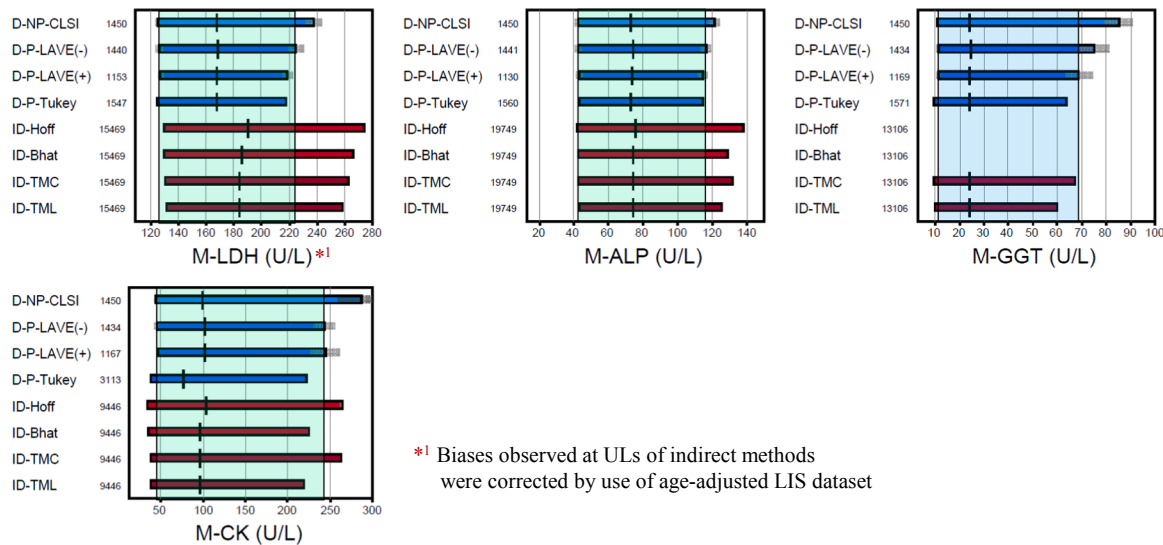 D-NP-CLSI 1450
D-P-LAVE(-) 1440
D-P-LAVE(+) 1153
D-P-Tukey 1547
ID-Hoff 15469
ID-Bhat 15469
ID-TMC 15469
ID-TML 15469
120 140 160 180 200 220 240 260 280
M-LDH (U/L) *1
D-NP-CLSI 1450
D-P-LAVE(-) 1441
D-P-LAVE(+) 1130
D-P-Tukey 1560
ID-Hoff 19749
ID-Bhat 19749
ID-TMC 19749
ID-TML 19749
20 40 60 80 100 120 140
M-ALP (U/L)
D-NP-CLSI 1450
D-P-LAVE(-) 1434
D-P-LAVE(+) 1169
D-P-Tukey 1571
ID-Hoff 13106
ID-Bhat 13106
ID-TMC 13106
ID-TML 13106
10 20 30 40 50 60 70 80 90 100
M-GGT (U/L)
D-NP-CLSI 1450
D-P-LAVE(-) 1434
D-P-LAVE(+) 1167
D-P-Tukey 3113
ID-Hoff 9446
ID-Bhat 9446
ID-TMC 9446
ID-TML 9446
50 100 150 200 250 300
M-CK (U/L)
*1 Biases observed at ULs of indirect methods
were corrected by use of age-adjusted LIS dataset